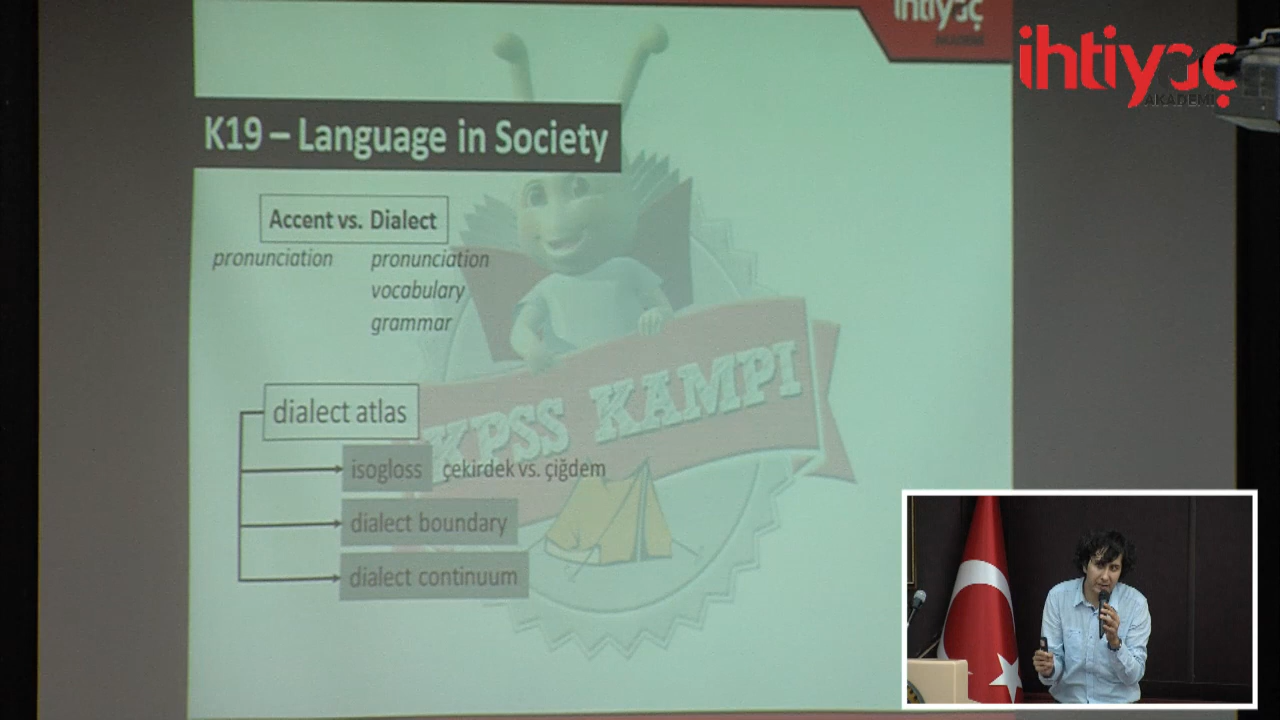 ihtiyaç
AKADEMİ
ihtiyaç
AKADEMİ
K19 – Language in Society
Accent vs. Dialect
pronunciation pronunciation
vocabulary
grammar
KPSS KAMPI
dialect atlas
isogloss çekirdek vs. çiğdem
dialect boundary
dialect continuum